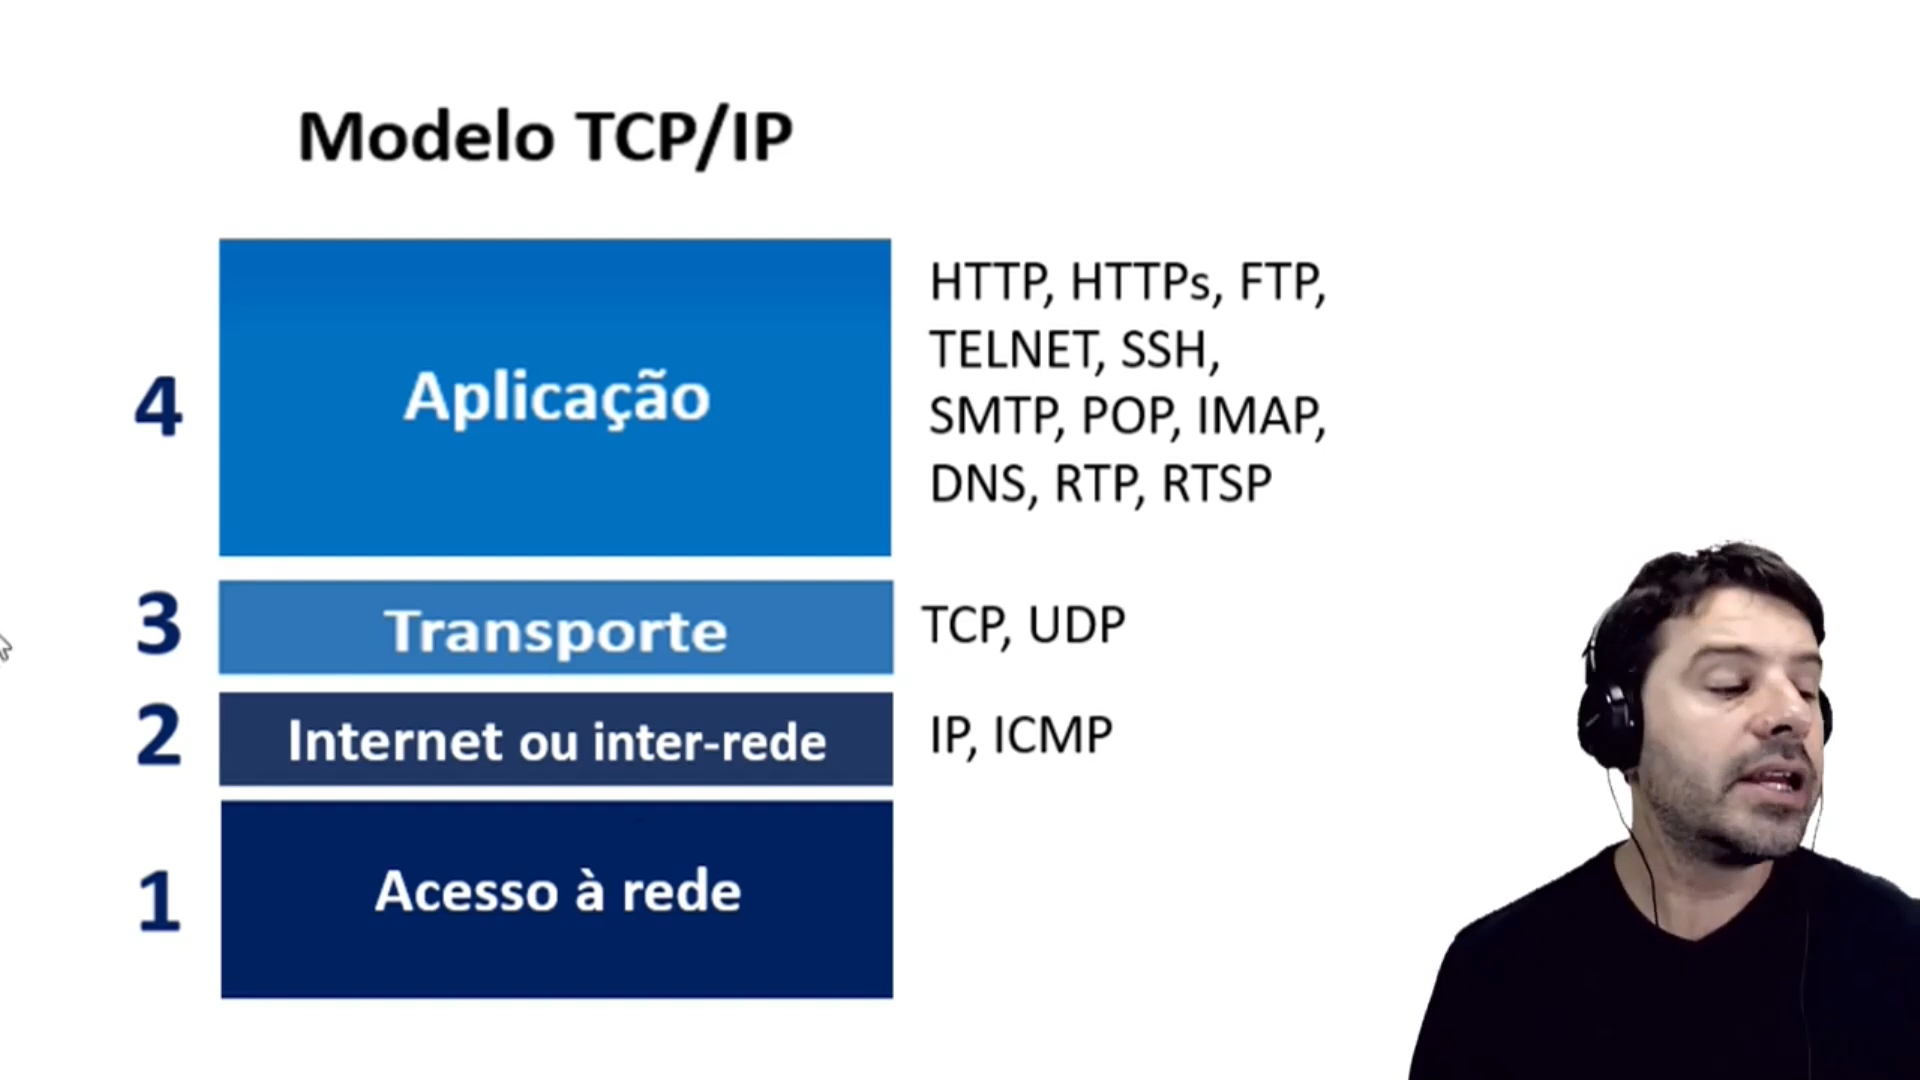 Modelo TCP/IP
4
Aplicação
HTTP, HTTPs, FTP,
TELNET, SSH,
SMTP, POP, IMAP,
DNS, RTP, RTSP
3
Transporte
TCP, UDP
2
Internet ou inter-rede
IP, ICMP
1
Acesso à rede